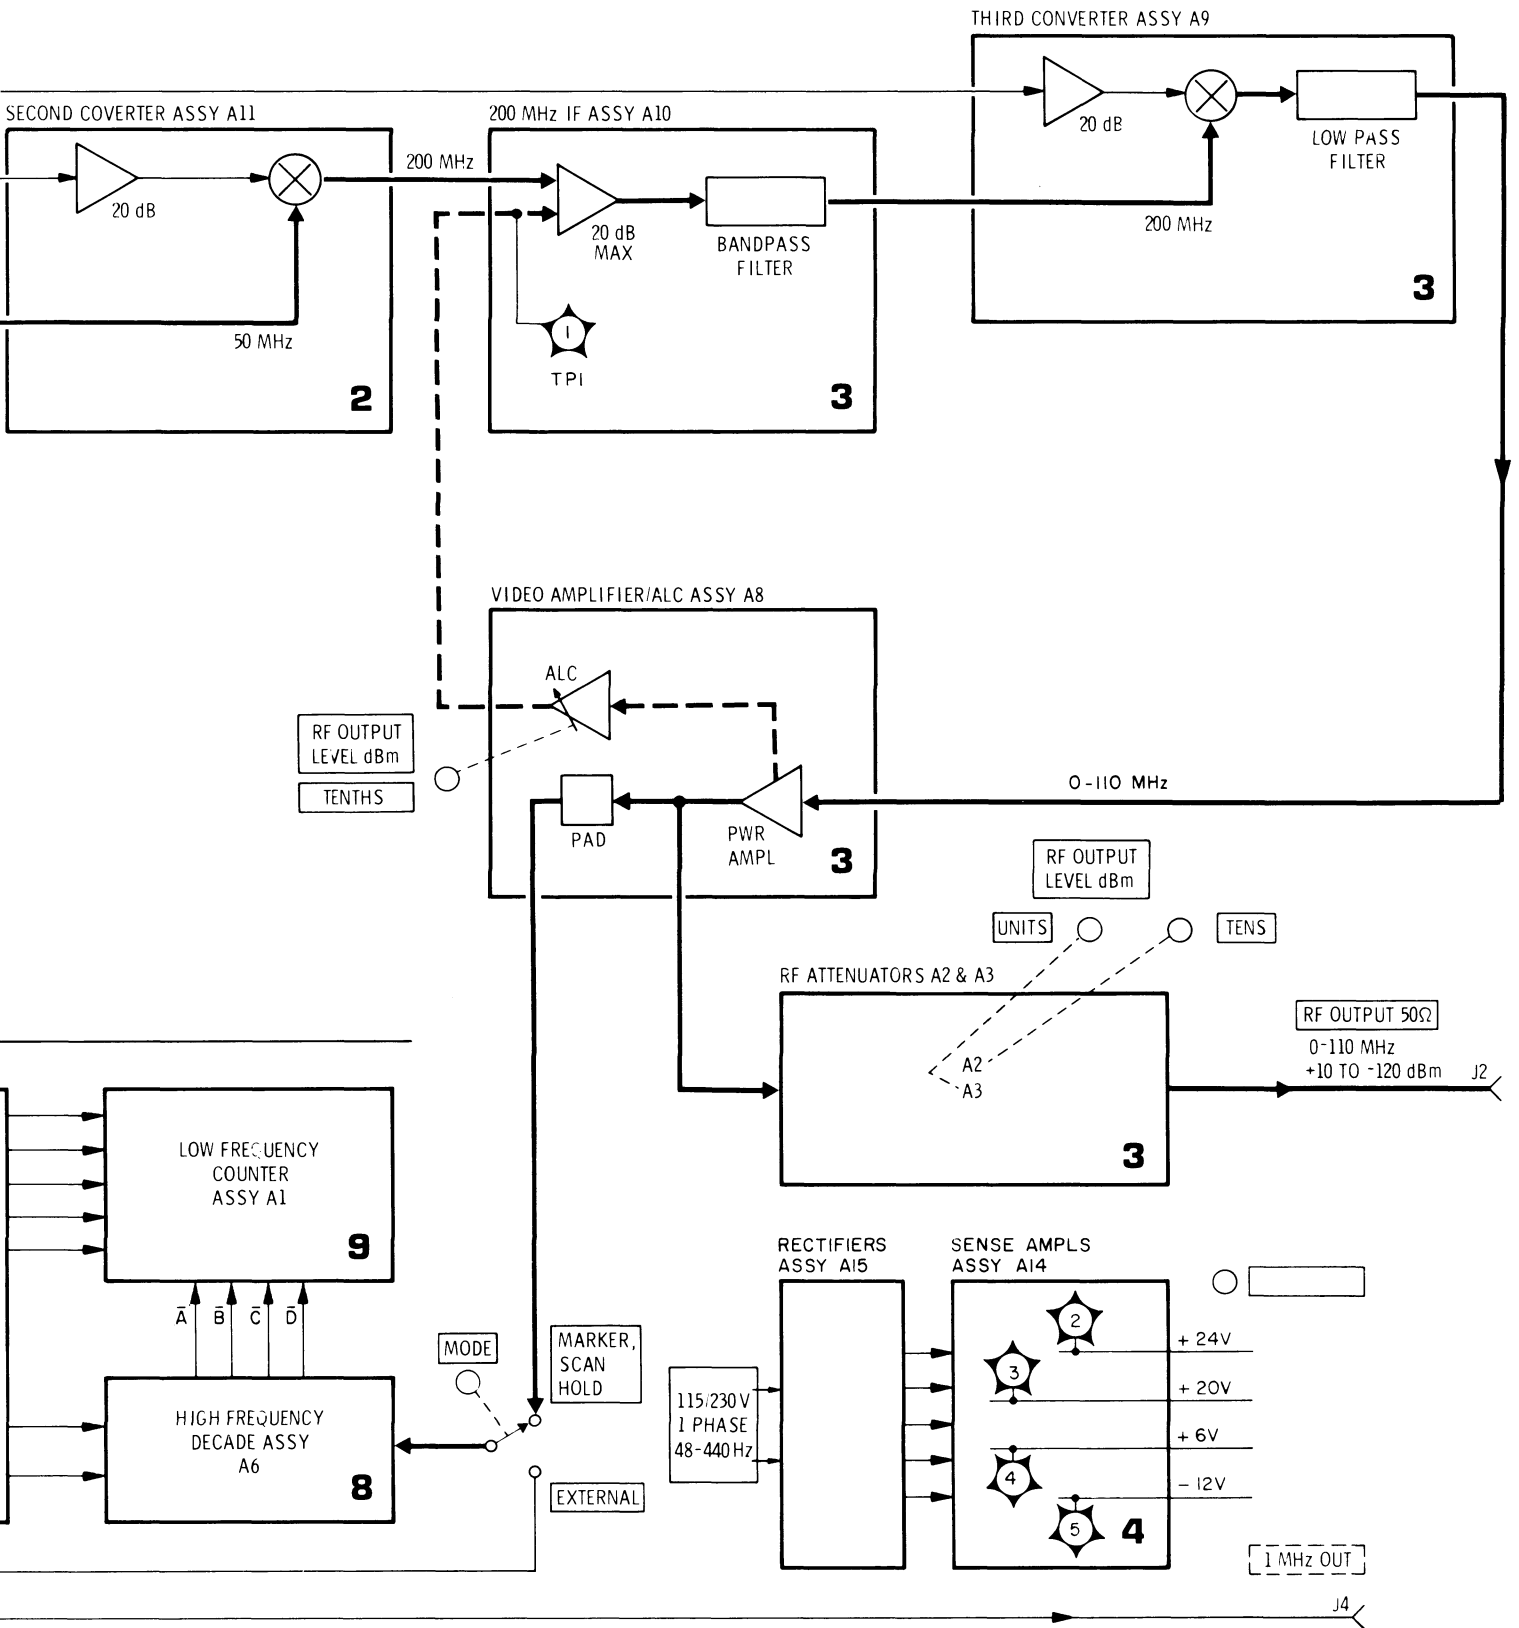 THIRD CONVERTER ASSY A9
20 dB
LOW PASS
FILTER
200 MHz
3
SECOND COVERTER ASSY A11
20 dB
50 MHz
2
200 MHz
200 MHz IF ASSY A10
20 dB
MAX
BANDPASS
FILTER
1
TP1
3
VIDEO AMPLIFIER/ALC ASSY A8
ALC
PAD
PWR
AMPL
3
RF OUTPUT
LEVEL dBm
TENTHS
0-110 MHz
RF OUTPUT
LEVEL dBm
UNITS
TENS
RF ATTENUATORS A2 & A3
A2
A3
3
RF OUTPUT 50Ω
0-110 MHz
+10 TO -120 dBm
J2
LOW FREQUENCY
COUNTER
ASSY A1
9
A̅
B̅
C̅
D̅
HIGH FREQUENCY
DECADE ASSY
A6
8
MODE
MARKER,
SCAN
HOLD
EXTERNAL
RECTIFIERS
ASSY A15
115/230 V
1 PHASE
48-440 Hz
SENSE AMPLS
ASSY A14
2
+ 24V
3
+ 20V
+ 6V
4
- 12V
5
4
1 MHz OUT
J4